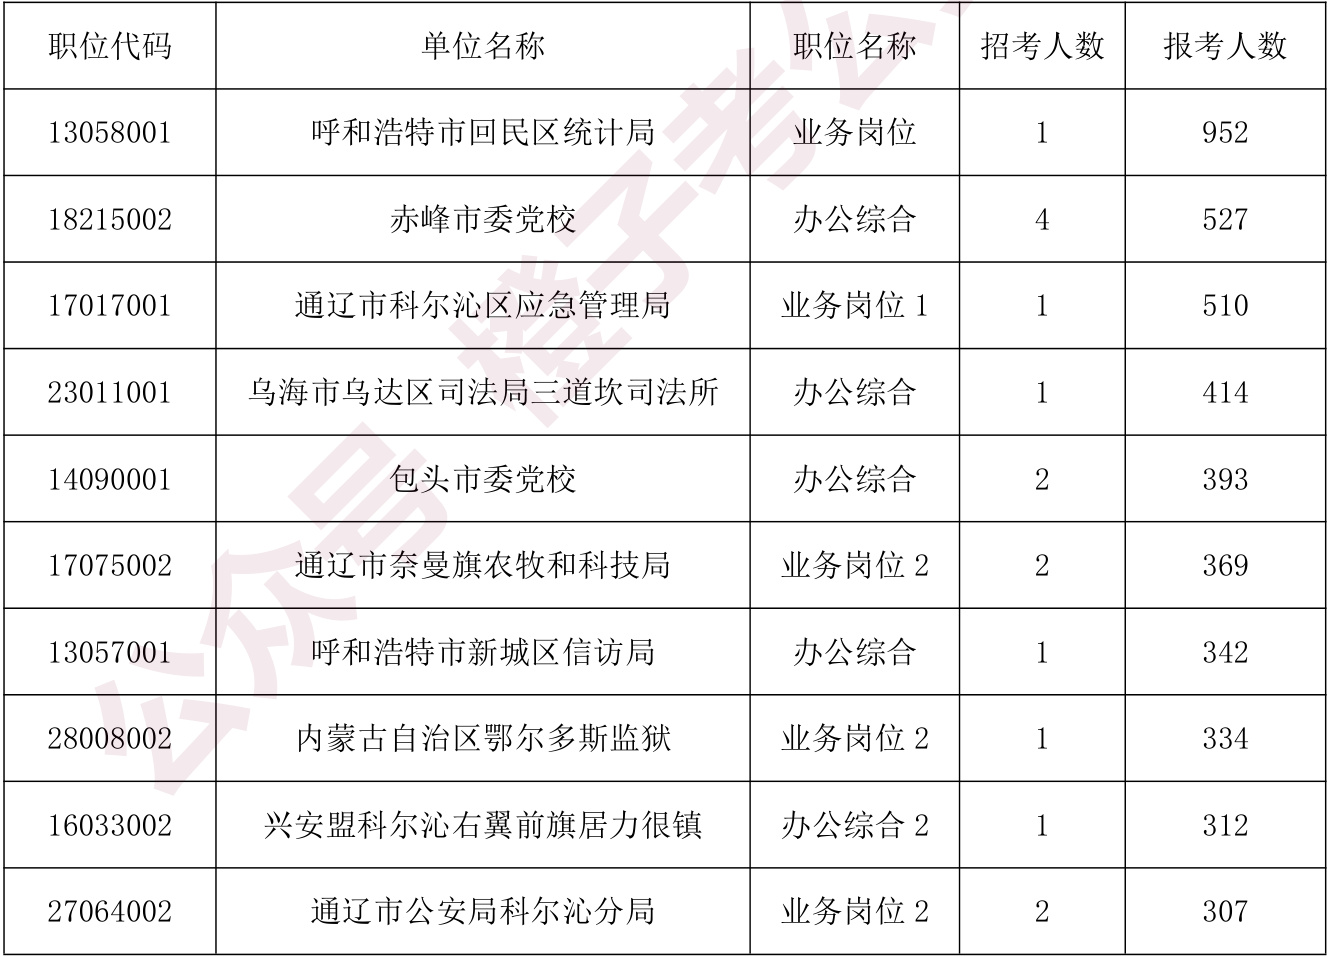 职位代码 单位名称 职位名称 招考人数 报考人数
13058001 呼和浩特市回民区统计局 业务岗位 1 952
18215002 赤峰市委党校 办公综合 4 527
17017001 通辽市科尔沁区应急管理局 业务岗位 1 1 510
23011001 乌海市乌达区司法局三道坎司法所 办公综合 1 414
14090001 包头市委党校 办公综合 2 393
17075002 通辽市奈曼旗农牧和科技局 业务岗位 2 2 369
13057001 呼和浩特市新城区信访局 办公综合 1 342
28008002 内蒙古自治区鄂尔多斯监狱 业务岗位 2 1 334
16033002 兴安盟科尔沁右翼前旗居力很镇 办公综合 2 1 312
27064002 通辽市公安局科尔沁分局 业务岗位 2 2 307
公众号 橙子考公